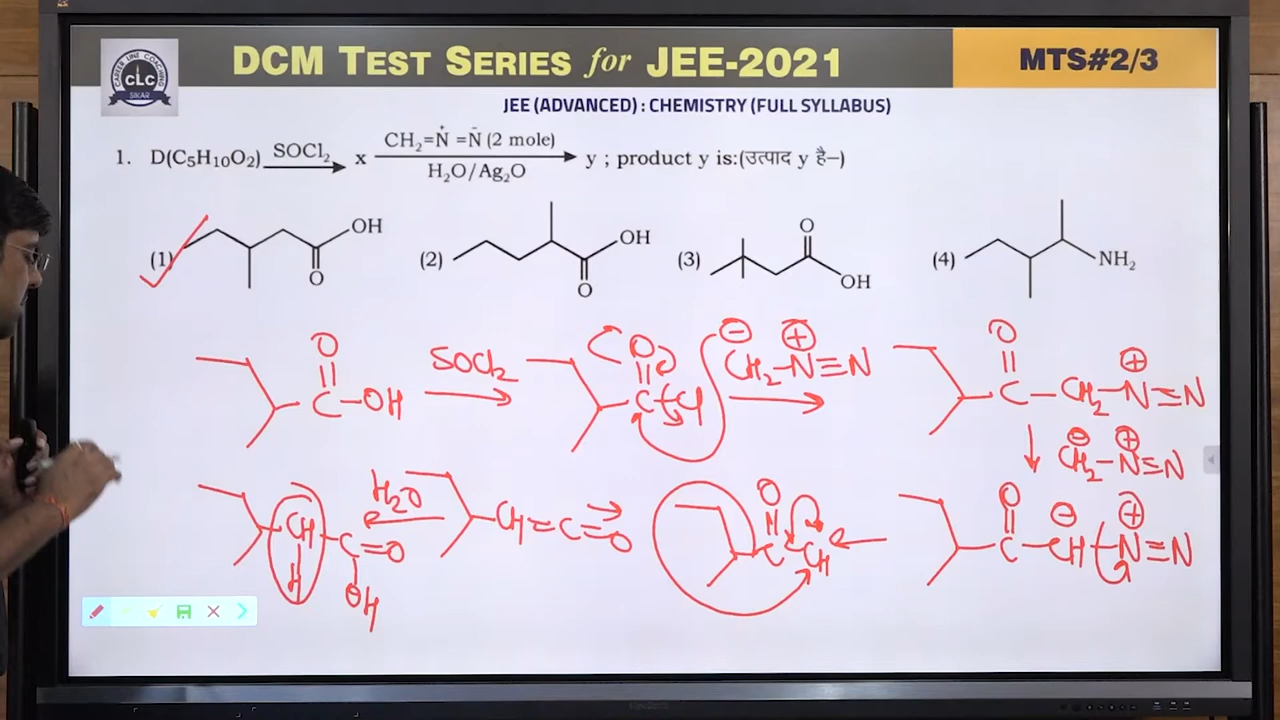 DCM TEST SERIES for JEE-2021
MTS#2/3
CAREER LINE COACHING
CLC
SIKAR
JEE (ADVANCED) : CHEMISTRY (FULL SYLLABUS)
1. D(C₅H₁₀O₂) SOCl₂ x CH₂=N⁺=N⁻ (2 mole) H₂O/Ag₂O y ; product y is:(उत्पाद y है–)
(1) OH O
(2) OH O
(3) O OH
(4) NH₂
O C–OH
SOCl₂
O C Cl
⊖ CH₂–N⊕≡N
O C–CH₂–N⊕≡N
⊖ CH₂–N⊕≡N
O C–CH⊖–N⊕≡N
O C CH
CH=C=O
H₂O
CH H C=O OH